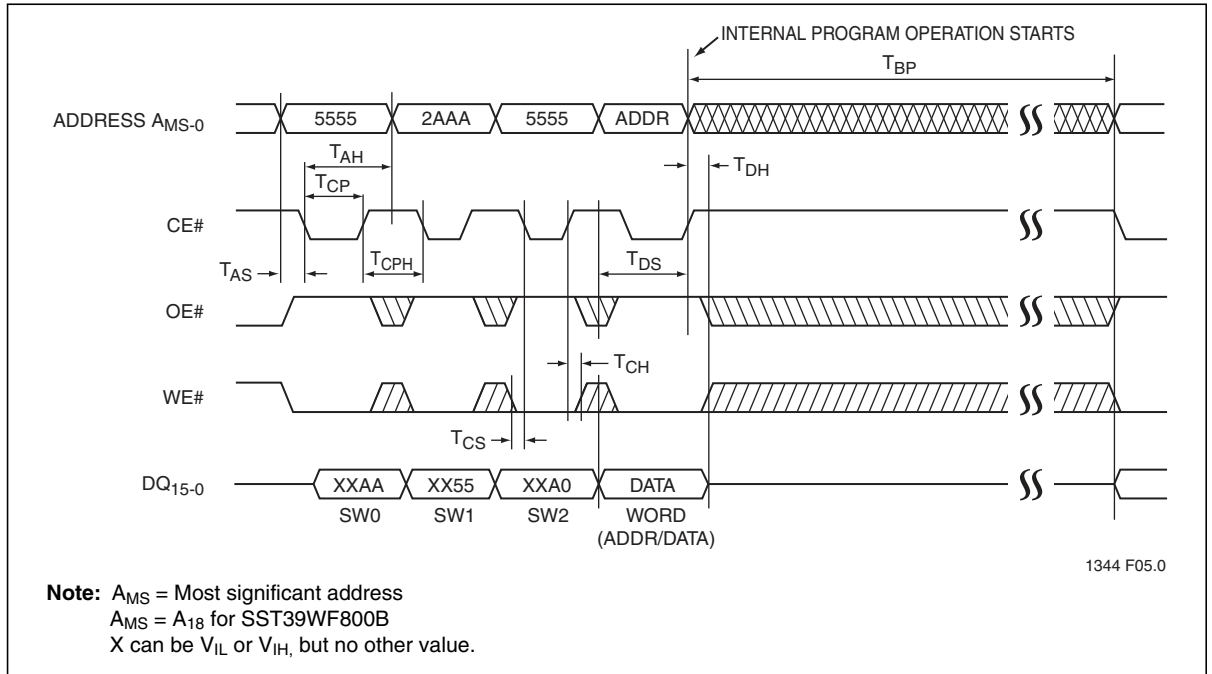 INTERNAL PROGRAM OPERATION STARTS
TBP
ADDRESS AMS-0
5555
2AAA
5555
ADDR
TAH
TDH
TCP
CE#
TAS
TCPH
TDS
OE#
TCH
WE#
TCS
DQ15-0
XXAA
XX55
XXA0
DATA
SW0
SW1
SW2
WORD
(ADDR/DATA)
1344 F05.0
Note: AMS = Most significant address
AMS = A18 for SST39WF800B
X can be VIL or VIH, but no other value.